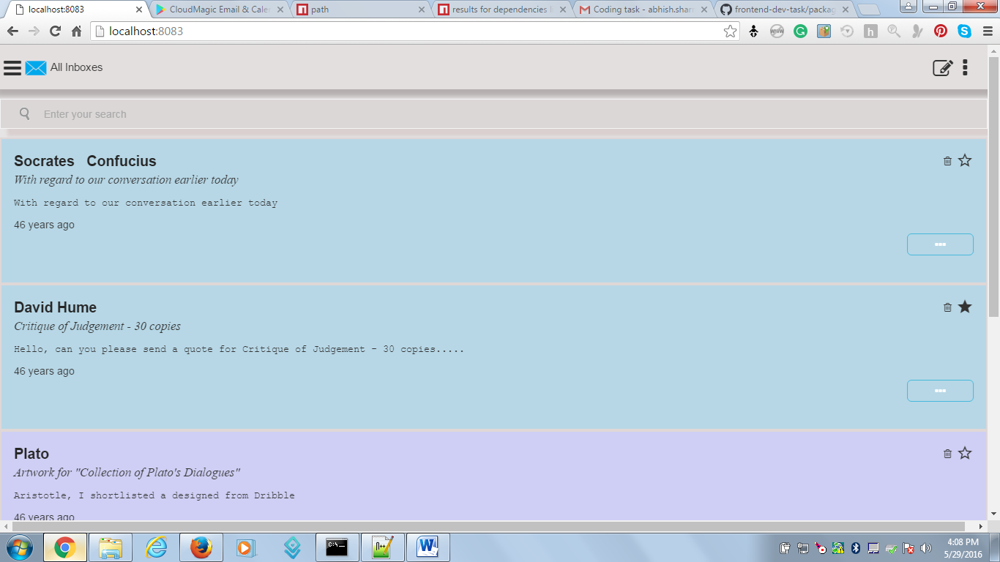 localhost:8083
CloudMagic Email & Cale
path
results for dependencies
Coding task - abhish.shar
frontend-dev-task/packag
localhost:8083
All Inboxes
Enter your search
Socrates Confucius
With regard to our conversation earlier today
With regard to our conversation earlier today
46 years ago
David Hume
Critique of Judgement - 30 copies
Hello, can you please send a quote for Critique of Judgement - 30 copies.....
46 years ago
Plato
Artwork for "Collection of Plato's Dialogues"
Aristotle, I shortlisted a designed from Dribble
46 years ago
4:08 PM
5/29/2016